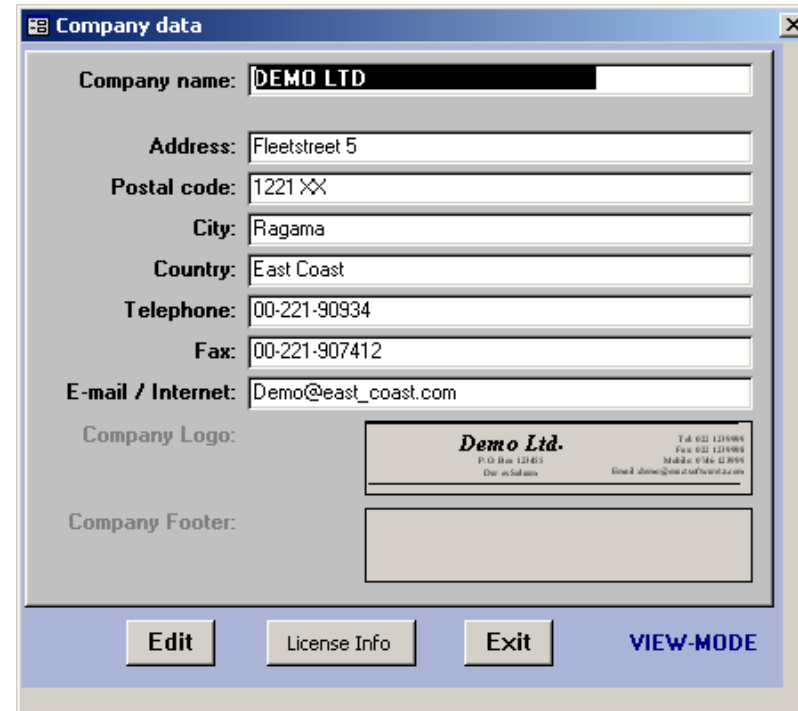 Company data
Company name: DEMO LTD
Address: Fleetstreet 5
Postal code: 1221 XX
City: Ragama
Country: East Coast
Telephone: 00-221-90934
Fax: 00-221-907412
E-mail / Internet: Demo@east_coast.com
Company Logo:
Demo Ltd.
P.O Box 123455
Company Footer:
Edit License Info Exit VIEW-MODE